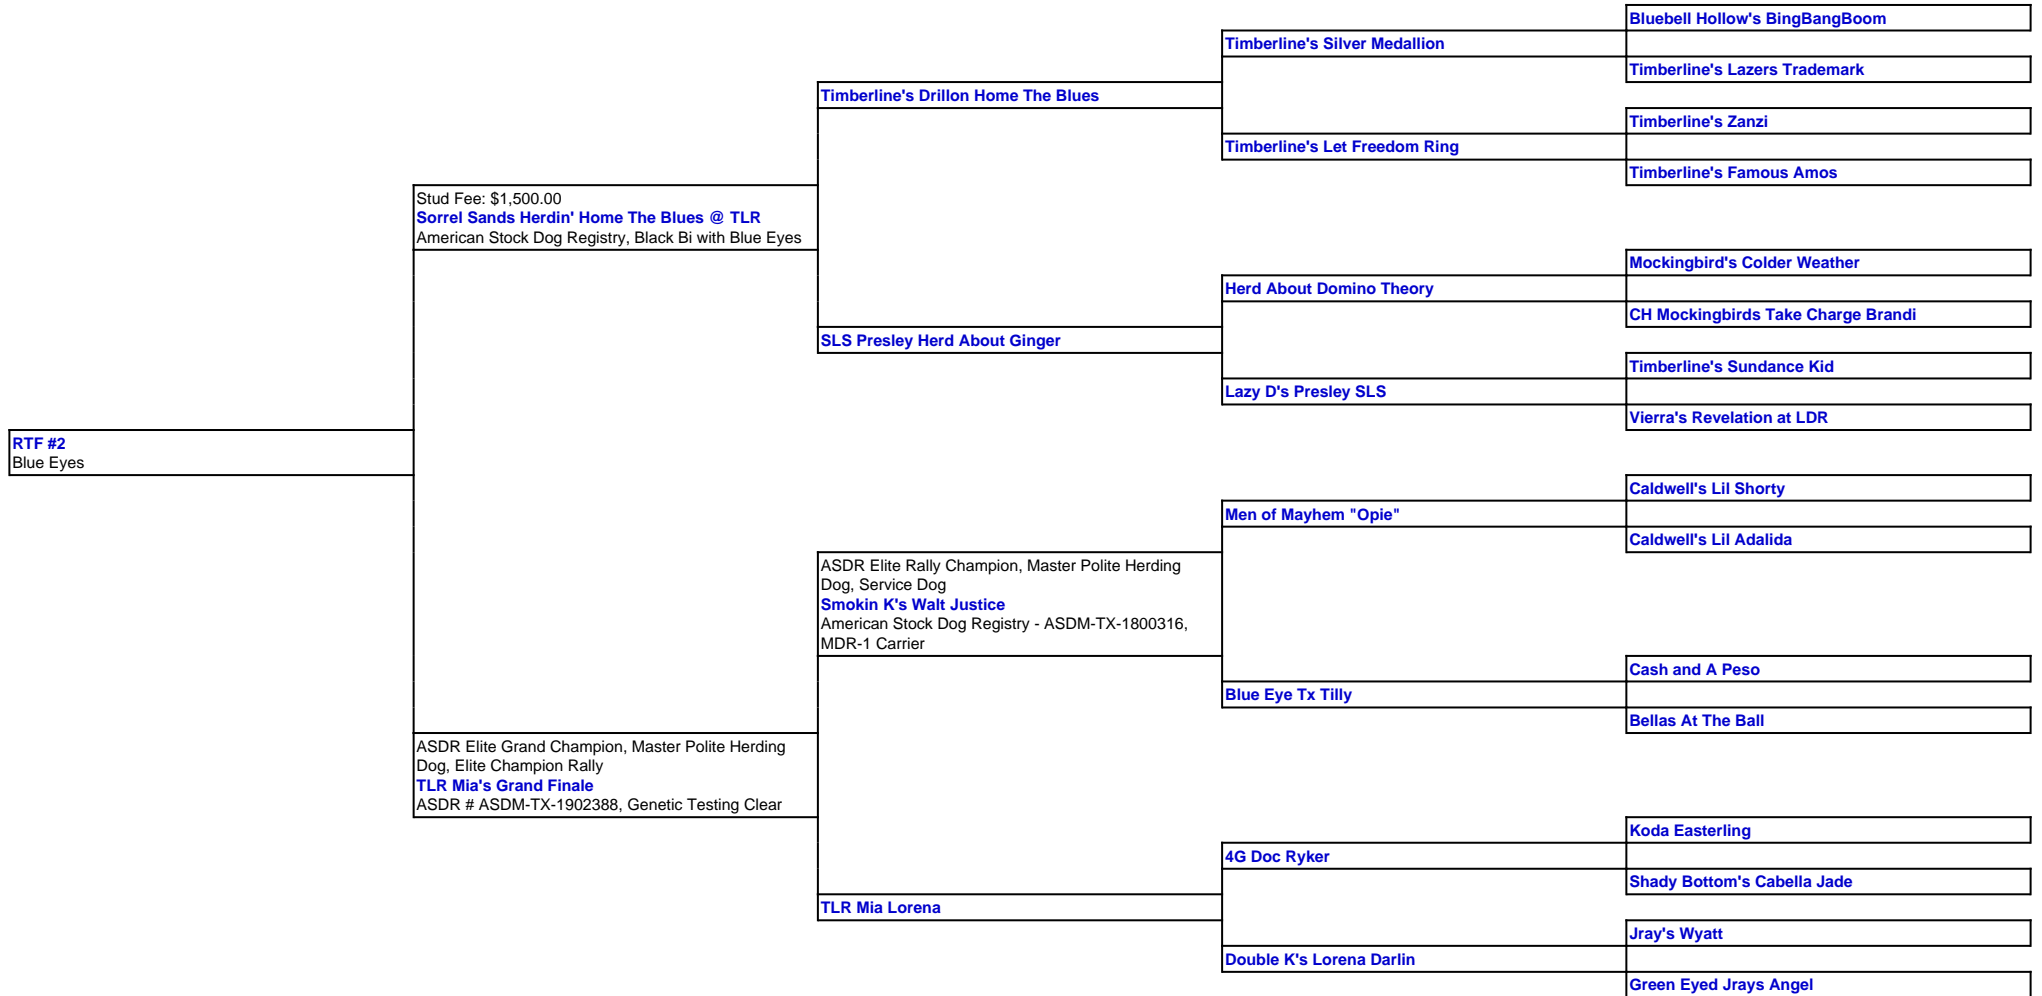 Bluebell Hollow's BingBangBoom
Timberline's Silver Medallion
Timberline's Lazers Trademark
Timberline's Drillon Home The Blues
Timberline's Zanzi
Timberline's Let Freedom Ring
Timberline's Famous Amos
Stud Fee: $1,500.00
Sorrel Sands Herdin' Home The Blues @ TLR
American Stock Dog Registry, Black Bi with Blue Eyes
Mockingbird's Colder Weather
Herd About Domino Theory
CH Mockingbirds Take Charge Brandi
SLS Presley Herd About Ginger
Timberline's Sundance Kid
Lazy D's Presley SLS
Vierra's Revelation at LDR
RTF #2
Blue Eyes
Caldwell's Lil Shorty
Men of Mayhem "Opie"
Caldwell's Lil Adalida
ASDR Elite Rally Champion, Master Polite Herding
Dog, Service Dog
Smokin K's Walt Justice
American Stock Dog Registry - ASDM-TX-1800316,
MDR-1 Carrier
Cash and A Peso
Blue Eye Tx Tilly
Bellas At The Ball
ASDR Elite Grand Champion, Master Polite Herding
Dog, Elite Champion Rally
TLR Mia's Grand Finale
ASDR # ASDM-TX-1902388, Genetic Testing Clear
Koda Easterling
4G Doc Ryker
Shady Bottom's Cabella Jade
TLR Mia Lorena
Jray's Wyatt
Double K's Lorena Darlin
Green Eyed Jrays Angel